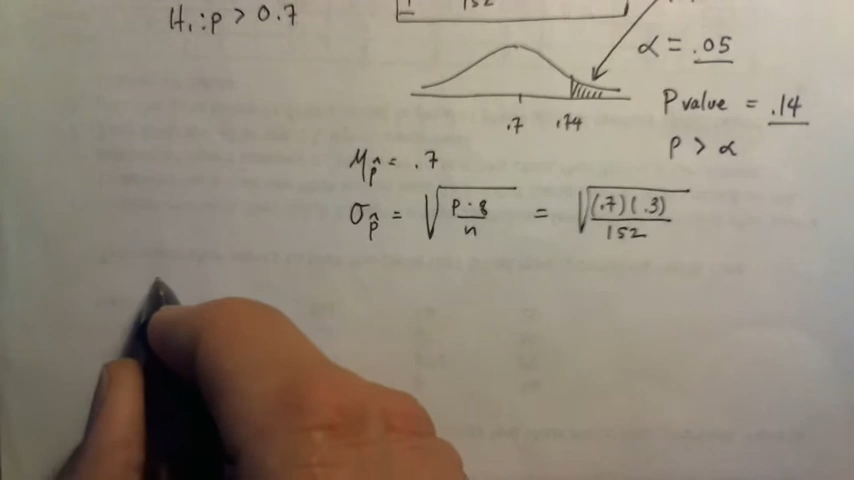 H₁: p > 0.7
152
α = .05
P value = .14
.7 .74
p > α
μp̂ = .7
σp̂ = √(p·q/n) = √((.7)(.3)/152)